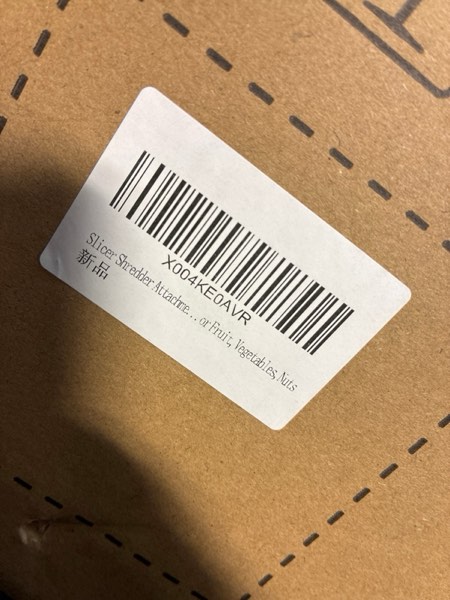 X004KE0AVR
Slicer Shredder Attachme...or Fruit, Vegetables, Nuts
新品